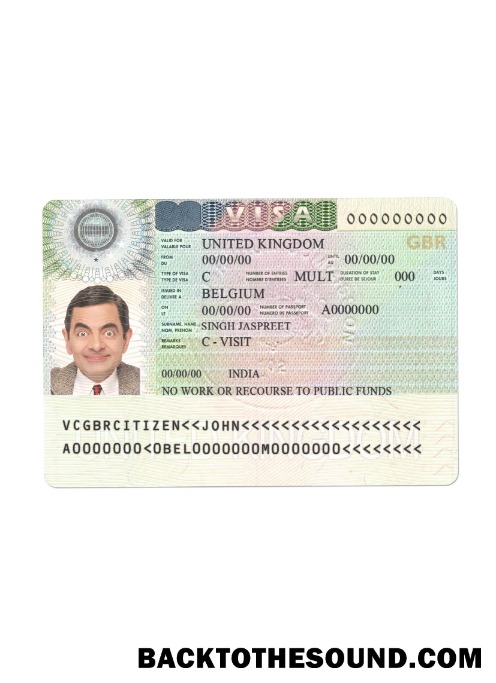 VISA 000000000
VALID FOR UNITED KINGDOM GBR
VALABLE POUR
FROM 00/00/00 UNTIL 00/00/00
DU AU
TYPE OF VISA C NUMBER OF ENTRIES MULT DURATION OF STAY 000 DAYS
TYPE DE VISA NOMBRE D'ENTREES DUREE DE SEJOUR JOURS
ISSUED IN BELGIUM
DELIVRE A
ON 00/00/00 NUMBER OF PASSPORT A0000000
LE NUMERO DE PASSEPORT
SURNAME, NAME SINGH JASPREET
NOM, PRENOM
REMARKS C - VISIT
REMARQUES
00/00/00 INDIA
NO WORK OR RECOURSE TO PUBLIC FUNDS
VCGBRCITIZEN<<JOHN<<<<<<<<<<<<<<<<<<
A0000000<OBEL0000000M0000000<<<<<<<<
BACKTOTHESOUND.COM